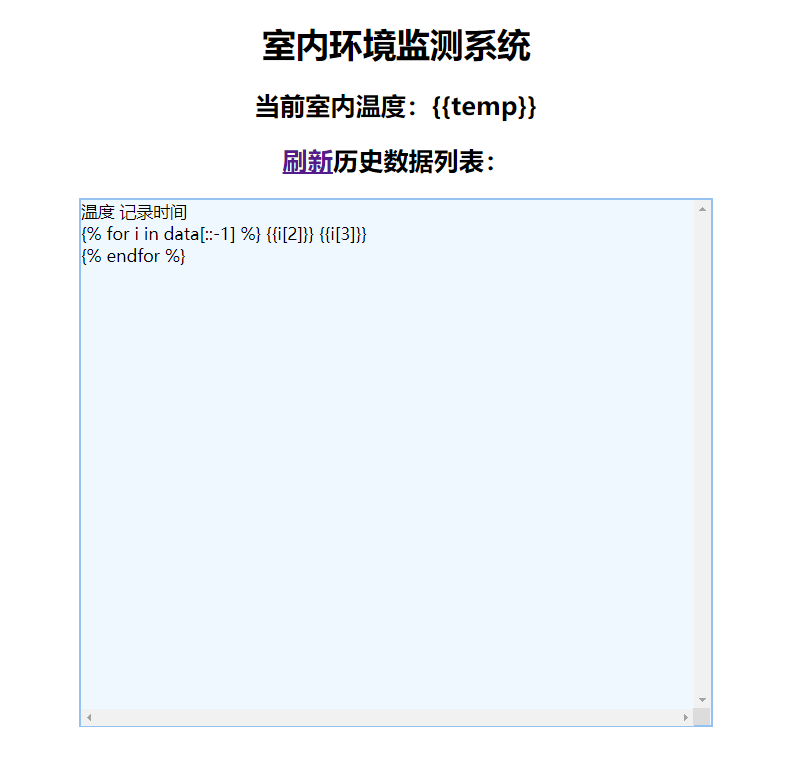 室内环境监测系统
当前室内温度：{{temp}}
刷新历史数据列表：
温度 记录时间
{% for i in data[::-1] %} {{i[2]}} {{i[3]}}
{% endfor %}